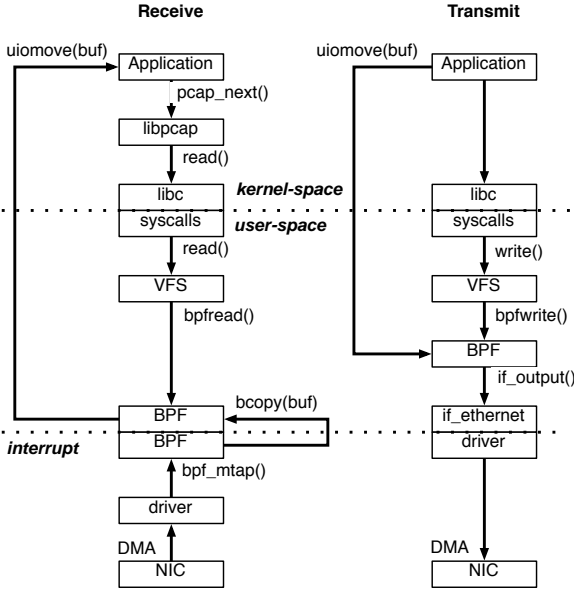 Receive
Transmit
uiomove(buf)
uiomove(buf)
Application
Application
pcap_next()
libpcap
read()
libc
kernel-space
libc
syscalls
user-space
syscalls
read()
write()
VFS
VFS
bpfread()
bpfwrite()
BPF
if_output()
bcopy(buf)
BPF
if_ethernet
interrupt
BPF
driver
bpf_mtap()
driver
DMA
DMA
NIC
NIC